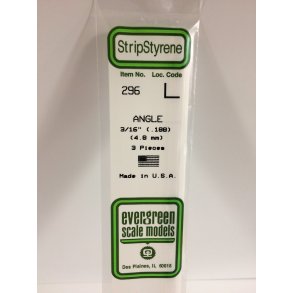 StripStyrene
Item No. Loc. Code
296 L
ANGLE
3/16" (.188)
(4.8 mm)
3 Pieces
Made in U.S.A.
evergreen
scale models
Des Plaines, IL 60018